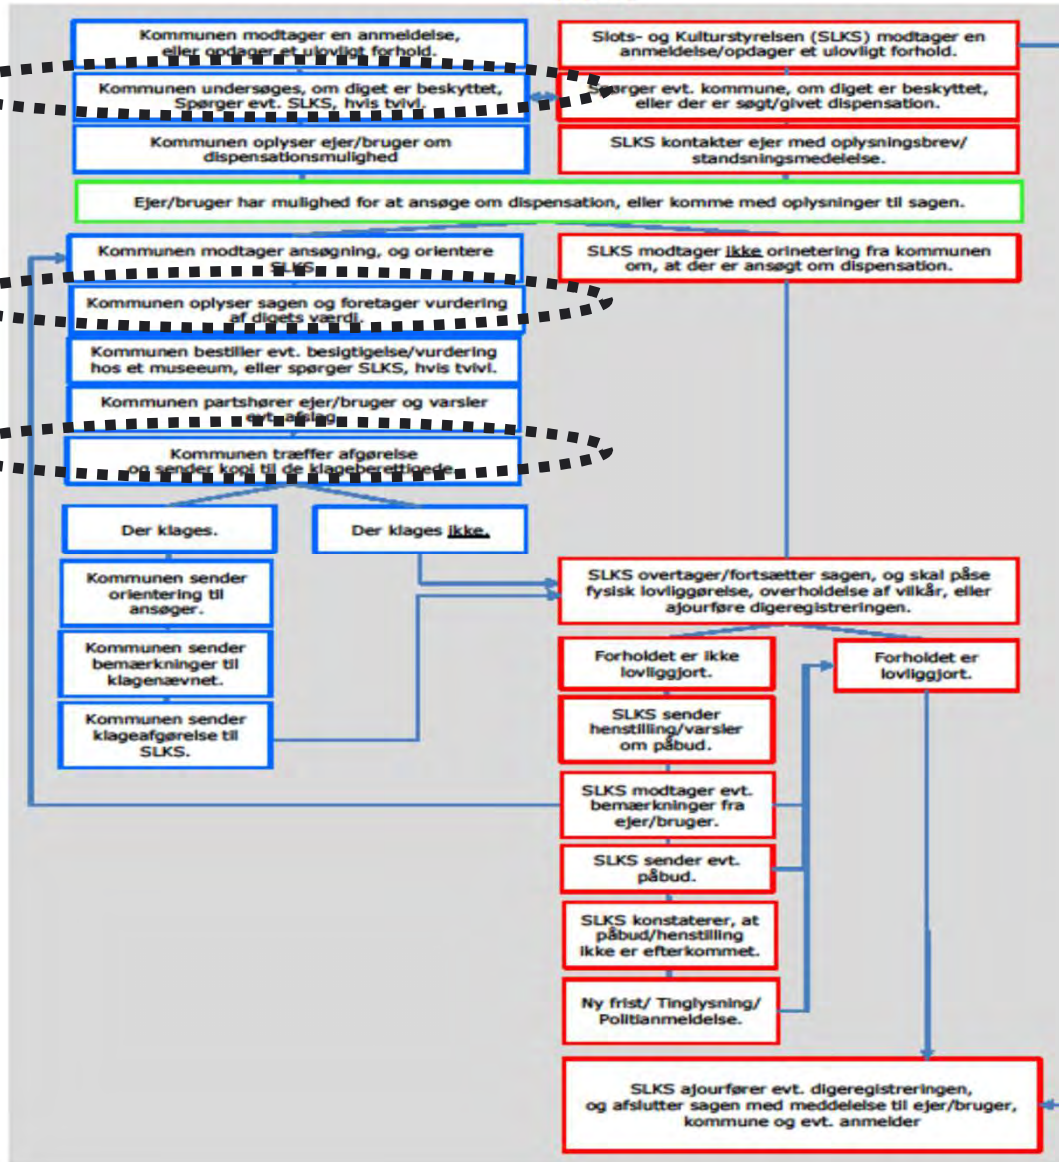 Kommunen modtager en anmeldelse,
eller opdager et ulovligt forhold.
Slots- og Kulturstyrelsen (SLKS) modtager en
anmeldelse/opdager et ulovligt forhold.
Kommunen undersøges, om diget er beskyttet,
Spørger evt. SLKS, hvis tvivl.
Spørger evt. kommune, om diget er beskyttet,
eller der er søgt/givet dispensation.
Kommunen oplyser ejer/bruger om
dispensationsmulighed
SLKS kontakter ejer med oplysningsbrev/
standsningsmedelelse.
Ejer/bruger har mulighed for at ansøge om dispensation, eller komme med oplysninger til sagen.
Kommunen modtager ansøgning, og orientere
SLKS
SLKS modtager ikke orinetering fra kommunen
om, at der er ansøgt om dispensation.
Kommunen oplyser sagen og foretager vurdering
af digets værdi.
Kommunen bestiller evt. besigtigelse/vurdering
hos et museeum, eller spørger SLKS, hvis tvivl.
Kommunen partshører ejer/bruger og varsler
evt. afslag
Kommunen træffer afgørelse
og sender kopi til de klageberettigede.
Der klages.
Der klages ikke.
Kommunen sender
orientering til
ansøger.
Kommunen sender
bemærkninger til
klagenævnet.
Kommunen sender
klageafgørelse til
SLKS.
SLKS overtager/fortsætter sagen, og skal påse
fysisk lovliggørelse, overholdelse af vilkår, eller
ajourføre digeregistreringen.
Forholdet er ikke
lovliggjort.
Forholdet er
lovliggjort.
SLKS sender
henstilling/varsler
om påbud.
SLKS modtager evt.
bemærkninger fra
ejer/bruger.
SLKS sender evt.
påbud.
SLKS konstaterer, at
påbud/henstilling
ikke er efterkommet.
Ny frist/ Tinglysning/
Politianmeldelse.
SLKS ajourfører evt. digeregistreringen,
og afslutter sagen med meddelelse til ejer/bruger,
kommune og evt. anmelder